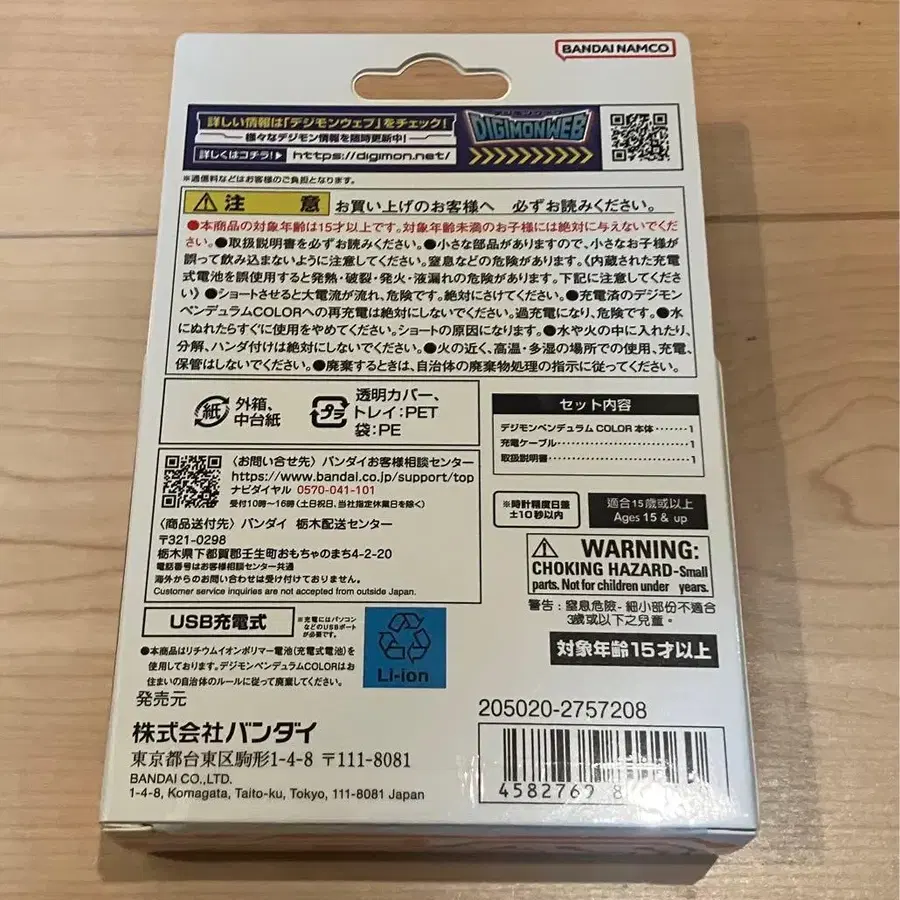 BANDAI NAMCO
詳しい情報は「デジモンウェブ」をチェック!
様々なデジモン情報を随時更新中!
詳しくはコチラ!▶ https://digimon.net/
DIGIMONWEB
※通信料などはお客様のご負担となります。
⚠注 意 お買い上げのお客様へ 必ずお読みください。
●本商品の対象年齢は15才以上です。対象年齢未満のお子様には絶対に与えないでくだ
さい。●取扱説明書を必ずお読みください。●小さな部品がありますので、小さなお子様が
誤って飲み込まないように注意してください。窒息などの危険があります。〈内蔵された充電
式電池を誤使用すると発熱・破裂・発火・液漏れの危険があります。下記に注意してくださ
い〉●ショートさせると大電流が流れ、危険です。絶対にさけてください。●充電済のデジモン
ペンデュラムCOLORへの再充電は絶対にしないでください。過充電になり、危険です。●水
にぬれたらすぐに使用をやめてください。ショートの原因になります。●水や火の中に入れたり、
分解、ハンダ付けは絶対にしないでください。●火の近く、高温・多湿の場所での使用、充電、
保管はしないでください。●廃棄するときは、自治体の廃棄物処理の指示に従ってください。
紙 外箱、
中台紙
プラ 透明カバー、
トレイ:PET
袋:PE
セット内容
デジモンペンデュラム COLOR 本体……1
充電ケーブル……1
取扱説明書……1
〈お問い合せ先〉バンダイお客様相談センター
https://www.bandai.co.jp/support/top
ナビダイヤル 0570-041-101
受付10時〜16時(土日祝日、当社指定休業日を除く)
〈商品送付先〉バンダイ 栃木配送センター
〒321-0298
栃木県下都賀郡壬生町おもちゃのまち4-2-20
電話番号はお客様相談センター共通
海外からのお問い合わせは受け付けておりません。
Customer service inquiries are not accepted from outside Japan.
※時計精度日差
±10秒以内
適合15歲或以上
Ages 15 & up
WARNING:
CHOKING HAZARD-Small
parts. Not for children under years.
警告:窒息危險-細小部份不適合
3歲或以下之兒童。
対象年齢15才以上
USB充電式
※充電にはパソコン
などのUSBポート
が必要です。
●本商品はリチウムイオンポリマー電池(充電式電池)を
使用しております。デジモンペンデュラムCOLORはお
住まいの自治体のルールに従って廃棄してください。
Li-ion
発売元
株式会社バンダイ
東京都台東区駒形1-4-8 〒111-8081
BANDAI CO.,LTD.
1-4-8, Komagata, Taito-ku, Tokyo, 111-8081 Japan
205020-2757208
4582769